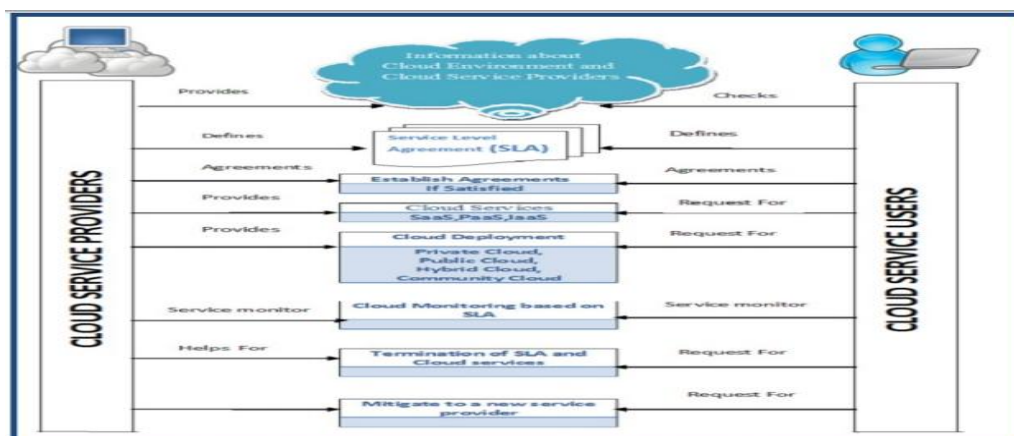 Information about
Cloud Environment and
Cloud Service Providers
Provides
Checks
Defines
Service Level
Agreement (SLA)
Defines
Agreements
Establish Agreements
If Satisfied
Agreements
Provides
Cloud Services
SaaS,PaaS,IaaS
Request For
Provides
Cloud Deployment
Private Cloud,
Public Cloud,
Hybrid Cloud,
Community Cloud
Request For
Service monitor
Cloud Monitoring based on
SLA
Service monitor
Helps For
Termination of SLA and
Cloud services
Request For
Mitigate to a new service
provider
Request For
CLOUD SERVICE PROVIDERS
CLOUD SERVICE USERS